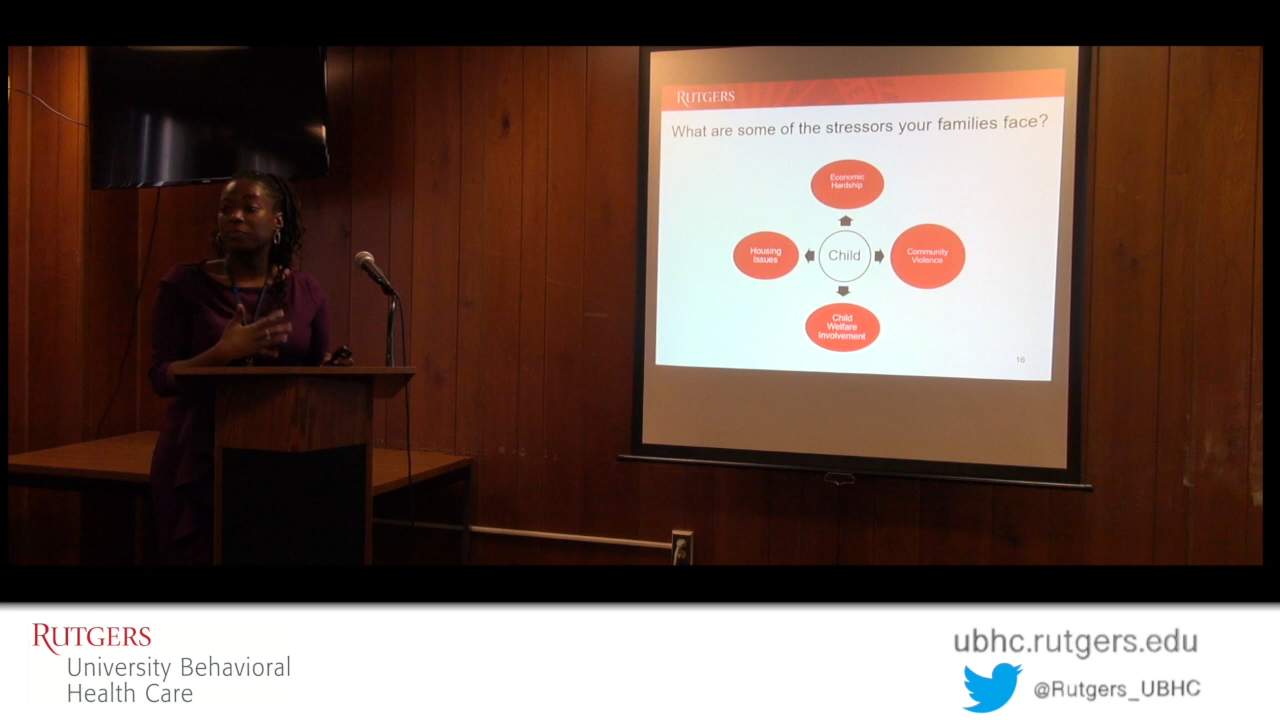 RUTGERS
What are some of the stressors your families face?
Economic
Hardship
Housing
Issues
Child
Community
Violence
Child
Welfare
Involvement
16
RUTGERS
University Behavioral
Health Care
ubhc.rutgers.edu
@Rutgers_UBHC